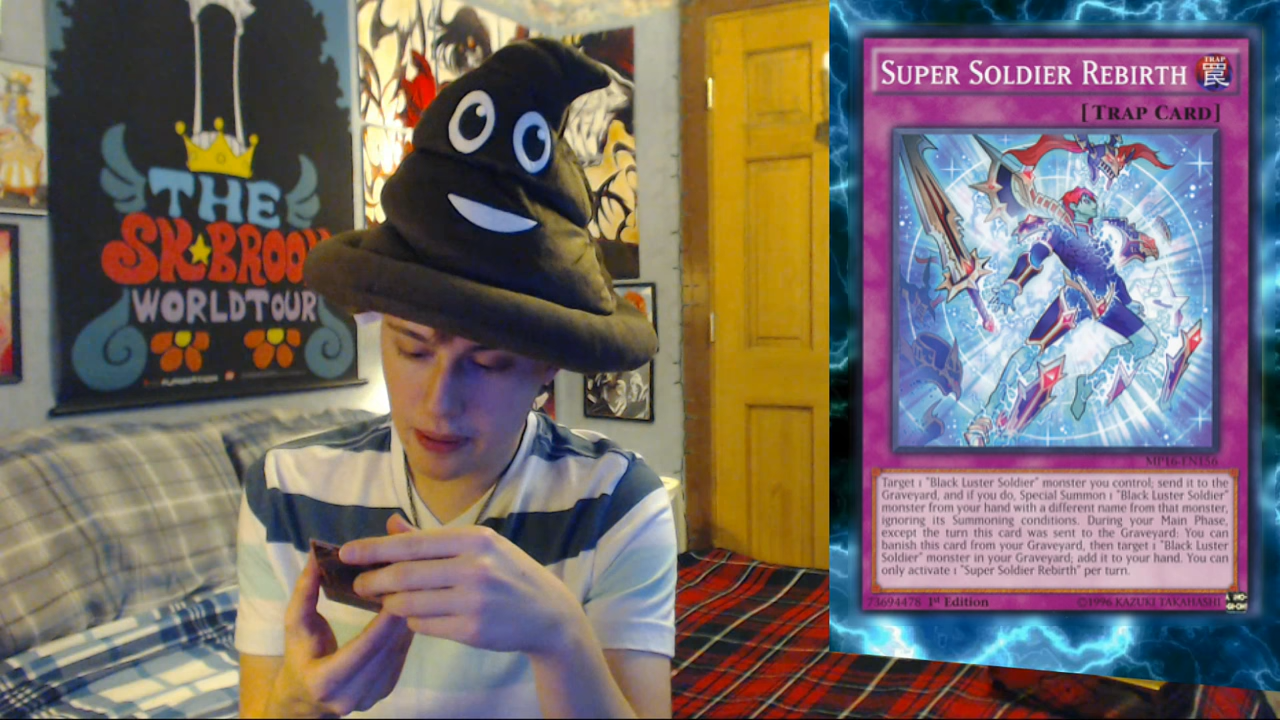 THE
SK★BROOK
WORLD TOUR
SUPER SOLDIER REBIRTH
TRAP
罠
[TRAP CARD]
MP16-EN156
Target 1 "Black Luster Soldier" monster you control; send it to the
Graveyard, and if you do, Special Summon 1 "Black Luster Soldier"
monster from your hand with a different name from that monster,
ignoring its Summoning conditions. During your Main Phase,
except the turn this card was sent to the Graveyard: You can
banish this card from your Graveyard, then target 1 "Black Luster
Soldier" monster in your Graveyard; add it to your hand. You can
only activate 1 "Super Soldier Rebirth" per turn.
73694478 1st Edition ©1996 KAZUKI TAKAHASHI